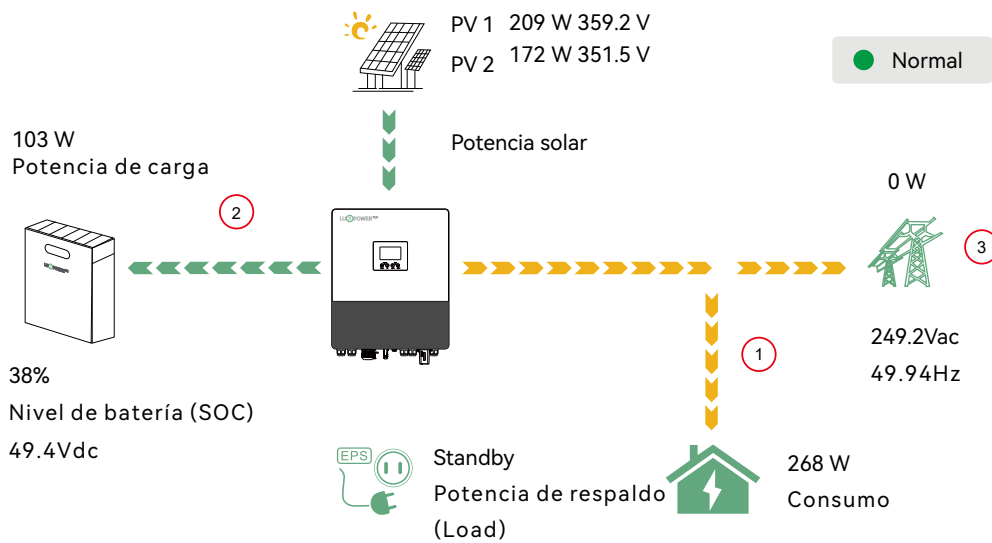 PV 1 209 W 359.2 V
PV 2 172 W 351.5 V
Normal
103 W
Potencia de carga
Potencia solar
0 W
2
LUXPOWERTEK
3
1
249.2Vac
49.94Hz
38%
Nivel de batería (SOC)
49.4Vdc
EPS
Standby
Potencia de respaldo
(Load)
268 W
Consumo